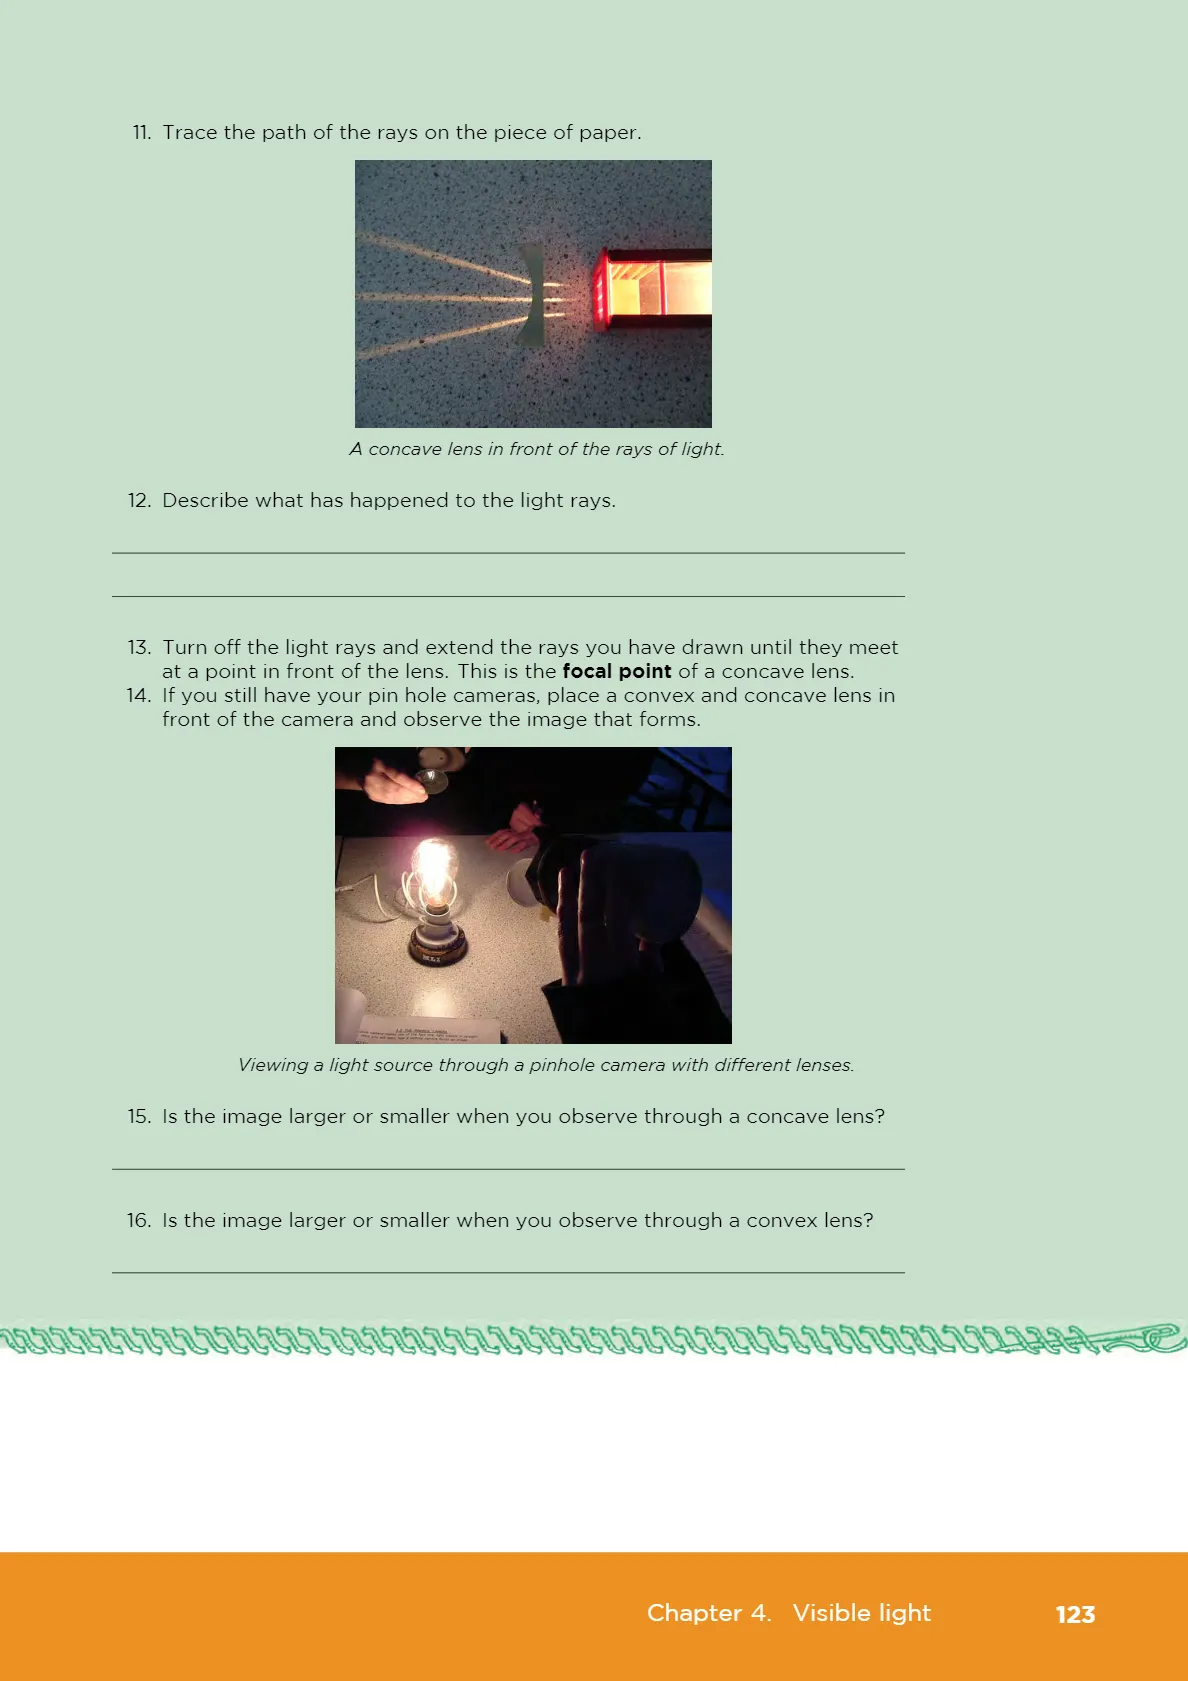 11. Trace the path of the rays on the piece of paper.
A concave lens in front of the rays of light.
12. Describe what has happened to the light rays.
13. Turn off the light rays and extend the rays you have drawn until they meet
at a point in front of the lens. This is the focal point of a concave lens.
14. If you still have your pin hole cameras, place a convex and concave lens in
front of the camera and observe the image that forms.
MLI
Viewing a light source through a pinhole camera with different lenses.
15. Is the image larger or smaller when you observe through a concave lens?
16. Is the image larger or smaller when you observe through a convex lens?
Chapter 4. Visible light 123